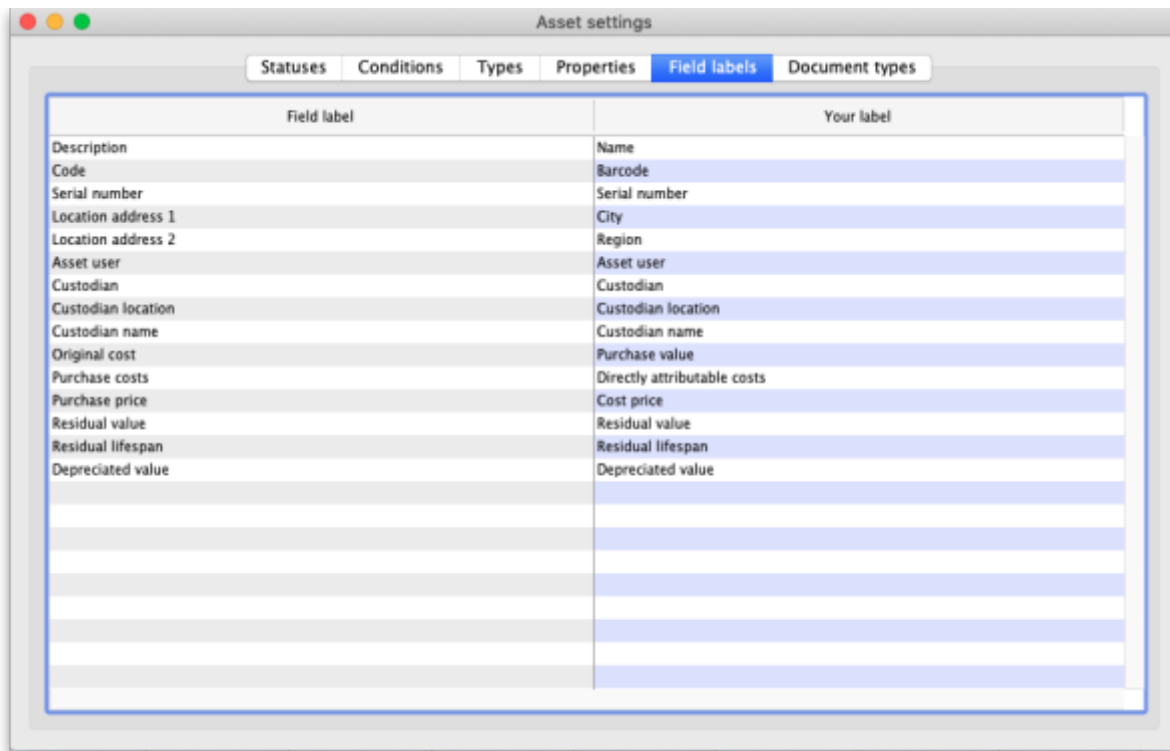 Asset settings
Statuses Conditions Types Properties Field labels Document types
Field label Your label
Description Name
Code Barcode
Serial number Serial number
Location address 1 City
Location address 2 Region
Asset user Asset user
Custodian Custodian
Custodian location Custodian location
Custodian name Custodian name
Original cost Purchase value
Purchase costs Directly attributable costs
Purchase price Cost price
Residual value Residual value
Residual lifespan Residual lifespan
Depreciated value Depreciated value